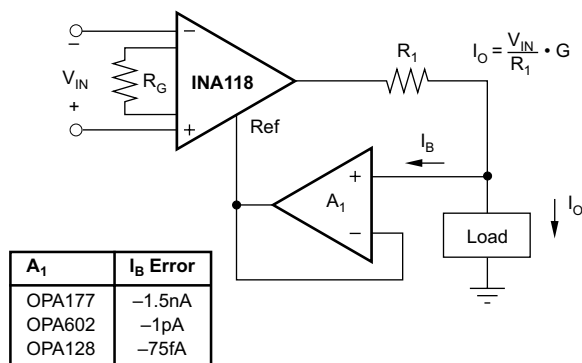 −
V_IN
+
R_G
−
INA118
+
Ref
R_1
I_O = V_IN / R_1 • G
I_B
+
A_1
−
Load
I_O
A_1 I_B Error
OPA177 –1.5nA
OPA602 –1pA
OPA128 –75fA